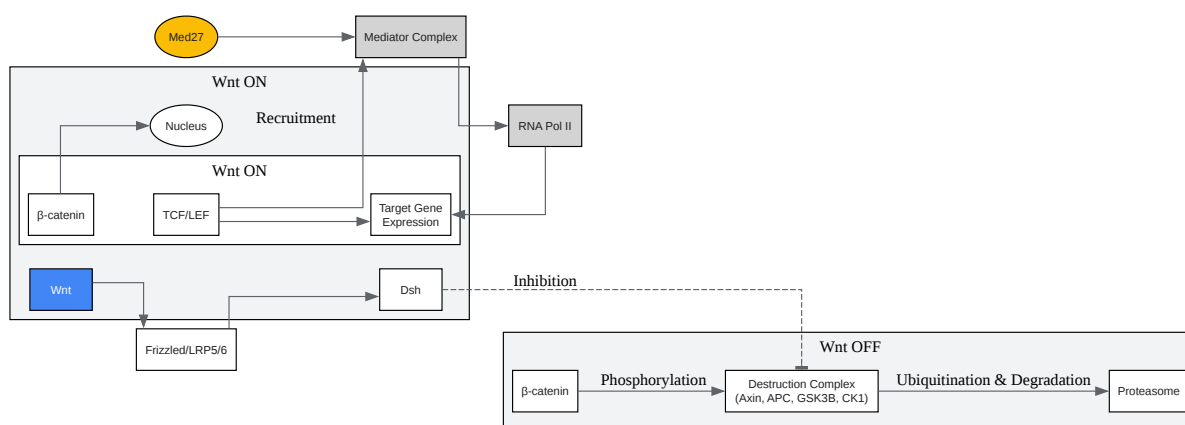 Med27
Mediator Complex
Wnt ON
Recruitment
Nucleus
RNA Pol II
Wnt ON
β-catenin
TCF/LEF
Target Gene
Expression
Wnt
Dsh
Inhibition
Frizzled/LRP5/6
Wnt OFF
β-catenin
Phosphorylation
Destruction Complex
(Axin, APC, GSK3B, CK1)
Ubiquitination & Degradation
Proteasome